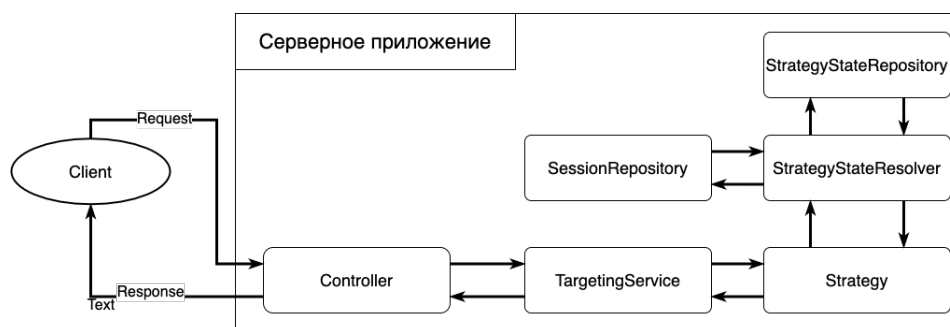 Серверное приложение
StrategyStateRepository
Request
Client
SessionRepository
StrategyStateResolver
Controller
TargetingService
Strategy
Response
Text